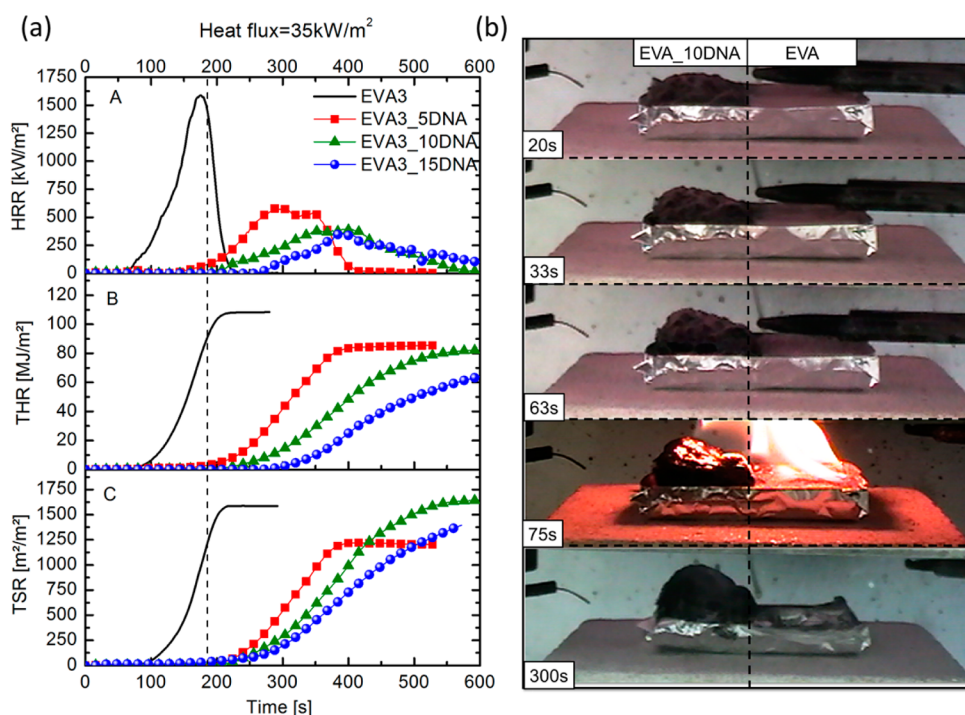 (a)
Heat flux=35kW/m²
0 100 200 300 400 500 600
A
1750
1500
1250
1000
750
500
250
0
HRR [kW/m²]
EVA3
EVA3_5DNA
EVA3_10DNA
EVA3_15DNA
B
120
100
80
60
40
20
0
THR [MJ/m²]
C
1750
1500
1250
1000
750
500
250
0
TSR [m²/m²]
0 100 200 300 400 500 600
Time [s]
(b)
EVA_10DNA EVA
20s
33s
63s
75s
300s